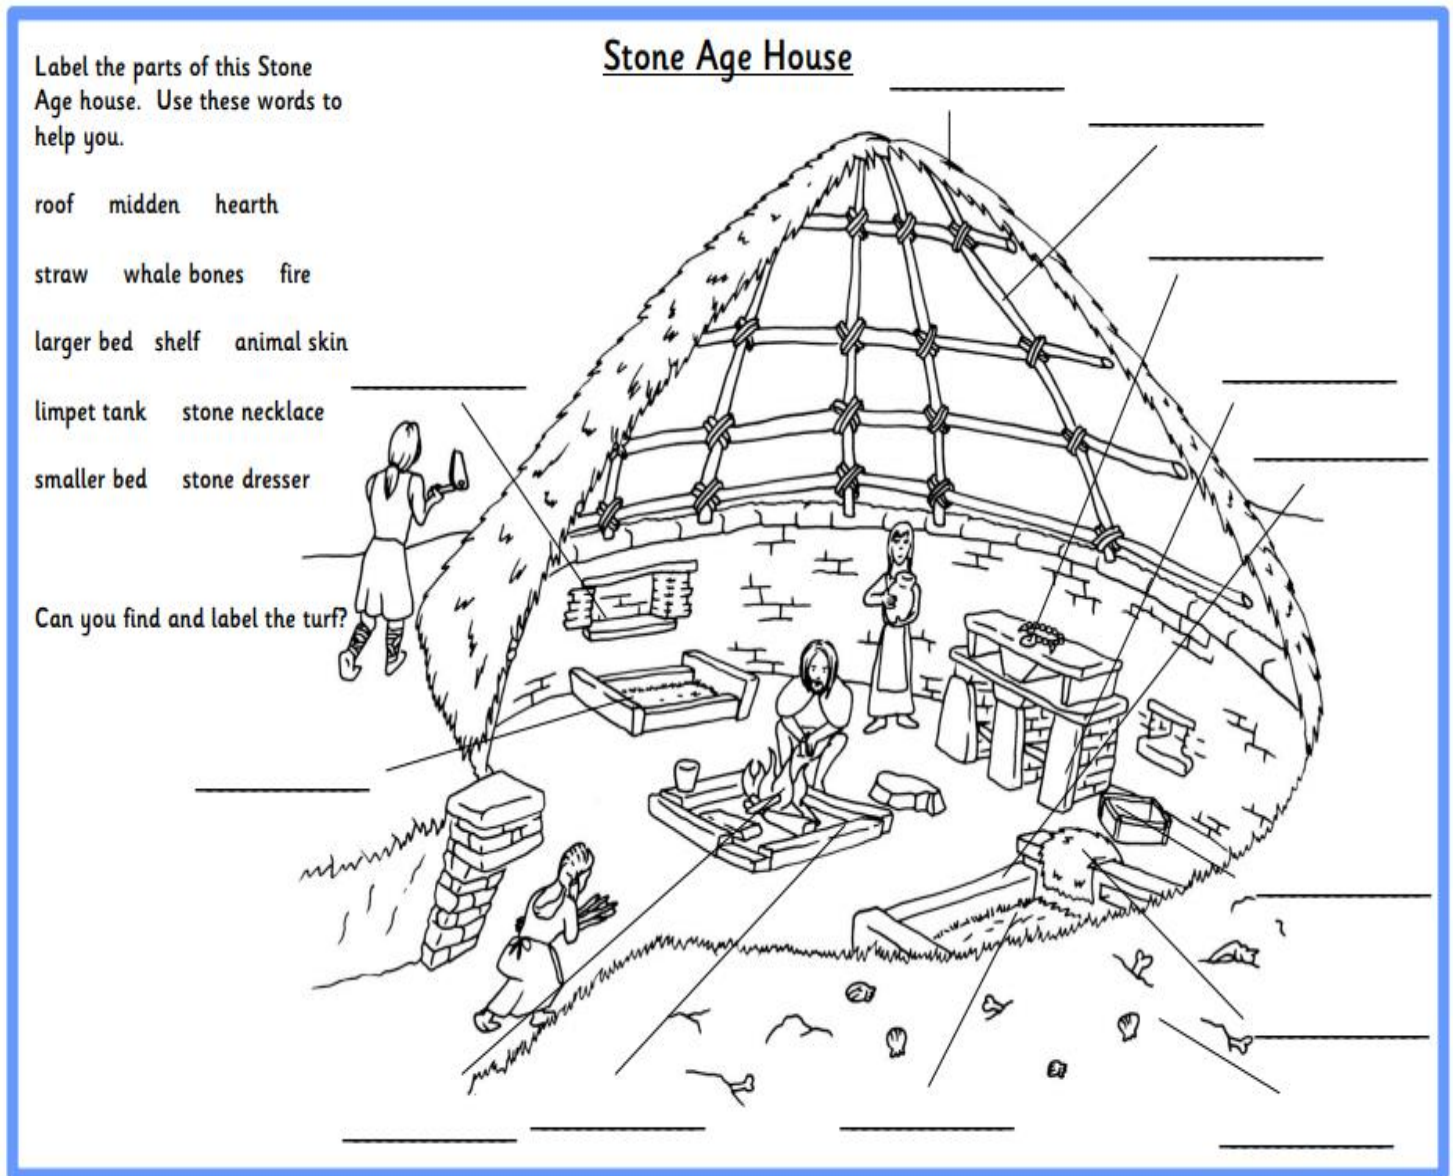 Stone Age House
Label the parts of this Stone
Age house. Use these words to
help you.
roof midden hearth
straw whale bones fire
larger bed shelf animal skin
limpet tank stone necklace
smaller bed stone dresser
Can you find and label the turf?